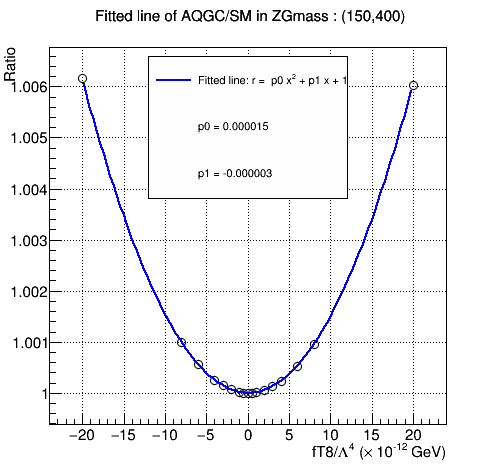 Fitted line of AQGC/SM in ZGmass : (150,400)
Ratio
Fitted line: r =  p0 x² + p1 x + 1
p0 = 0.000015
p1 = -0.000003
1.006
1.005
1.004
1.003
1.002
1.001
1
−20 −15 −10 −5 0 5 10 15 20
fT8/Λ⁴ (× 10⁻¹² GeV)